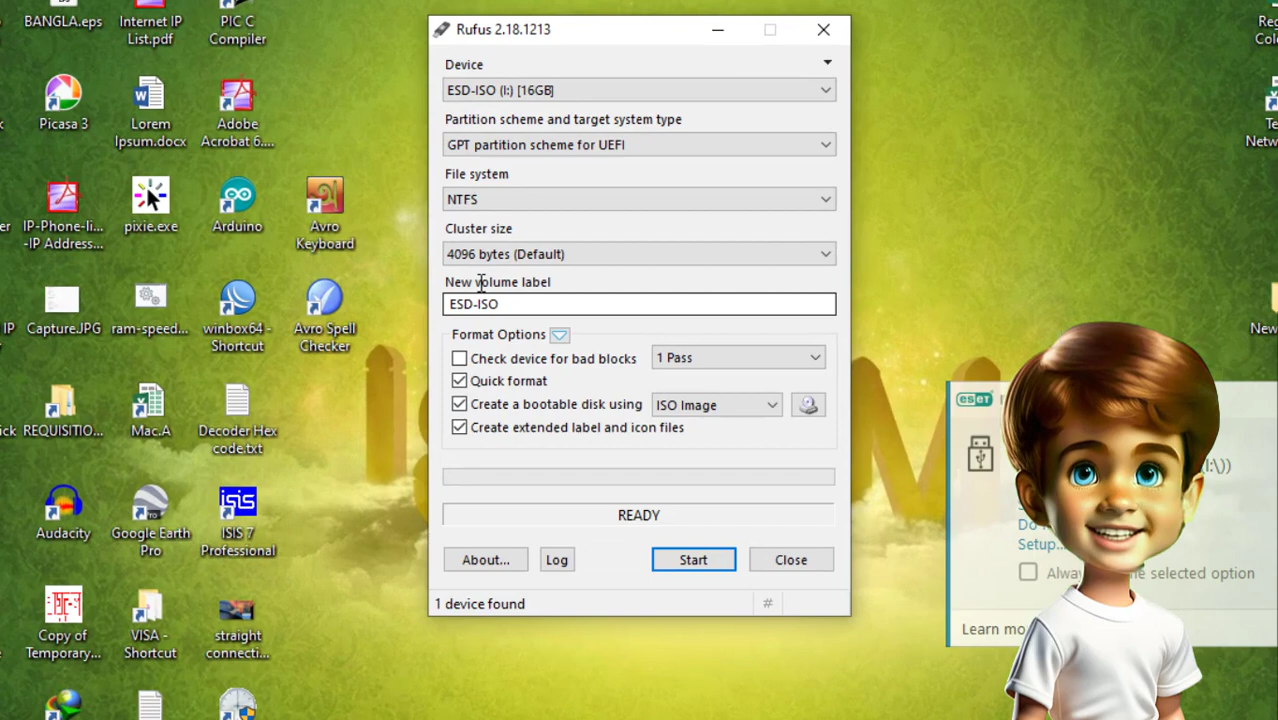 BANGLA.eps
Internet IP
List.pdf
PIC C
Compiler
Picasa 3
Lorem
Ipsum.docx
Adobe
Acrobat 6....
IP-Phone-li...
-IP Address...
pixie.exe
Arduino
Avro
Keyboard
IP
Capture.JPG
ram-speed...
winbox64 -
Shortcut
Avro Spell
Checker
REQUISITIO...
Mac.A
Decoder Hex
code.txt
Audacity
Google Earth
Pro
isis
ISIS 7
Professional
Copy of
Temporary...
VISA -
Shortcut
straight
connecti...
Rufus 2.18.1213
Device
ESD-ISO (I:) [16GB]
Partition scheme and target system type
GPT partition scheme for UEFI
File system
NTFS
Cluster size
4096 bytes (Default)
New volume label
ESD-ISO
Format Options
Check device for bad blocks
1 Pass
Quick format
Create a bootable disk using
ISO Image
Create extended label and icon files
READY
About...
Log
Start
Close
1 device found
#
eset
(I:\))
Setup...
selected option
Learn mo